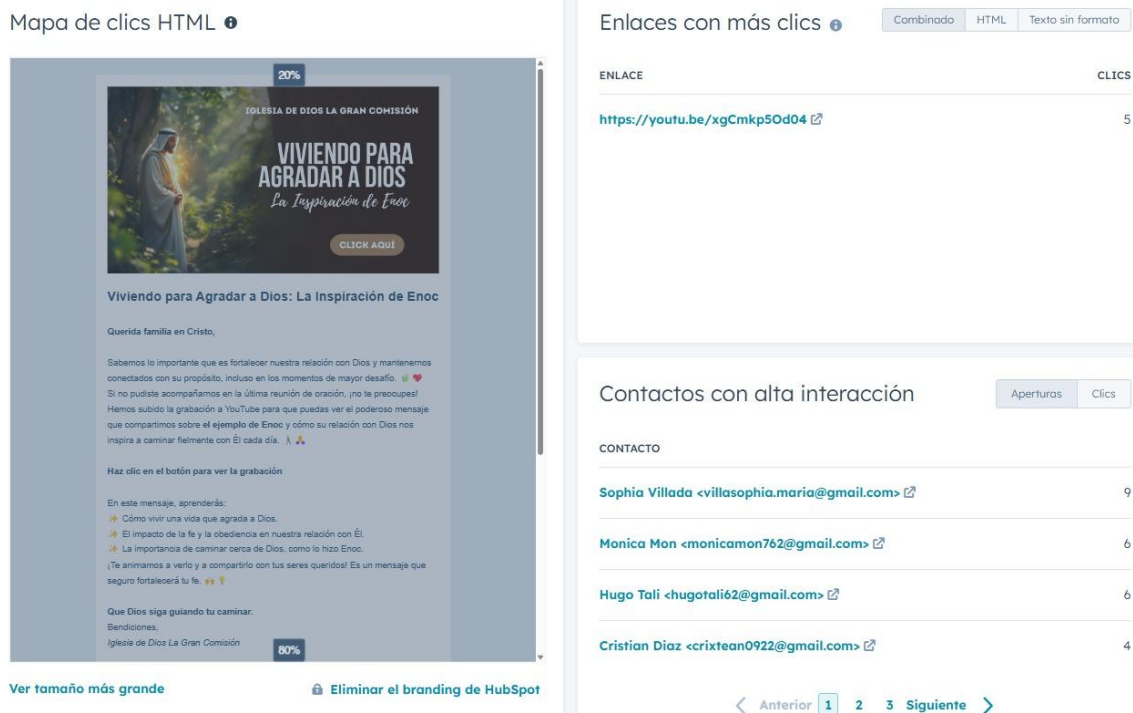 Mapa de clics HTML
20%
IGLESIA DE DIOS LA GRAN COMISIÓN
VIVIENDO PARA
AGRADAR A DIOS
La Inspiración de Enoc
CLICK AQUÍ
Viviendo para Agradar a Dios: La Inspiración de Enoc
Querida familia en Cristo,
Sabemos lo importante que es fortalecer nuestra relación con Dios y mantenernos
conectados con su propósito, incluso en los momentos de mayor desafío. 🌿 ❤️
Si no pudiste acompañarnos en la última reunión de oración, ¡no te preocupes!
Hemos subido la grabación a YouTube para que puedas ver el poderoso mensaje
que compartimos sobre el ejemplo de Enoc y cómo su relación con Dios nos
inspira a caminar fielmente con Él cada día. 🚶 🙏
Haz clic en el botón para ver la grabación
En este mensaje, aprenderás:
✨ Cómo vivir una vida que agrada a Dios.
✨ El impacto de la fe y la obediencia en nuestra relación con Él.
✨ La importancia de caminar cerca de Dios, como lo hizo Enoc.
¡Te animamos a verlo y a compartirlo con tus seres queridos! Es un mensaje que
seguro fortalecerá tu fe. 🙌 💡
Que Dios siga guiando tu caminar.
Bendiciones,
Iglesia de Dios La Gran Comisión
80%
Ver tamaño más grande
Eliminar el branding de HubSpot
Enlaces con más clics
Combinado HTML Texto sin formato
ENLACE CLICS
https://youtu.be/xgCmkp5Od04 5
Contactos con alta interacción
Aperturas Clics
CONTACTO
Sophia Villada <villasophia.maria@gmail.com> 9
Monica Mon <monicamon762@gmail.com> 6
Hugo Tali <hugotali62@gmail.com> 6
Cristian Diaz <crixtean0922@gmail.com> 4
Anterior 1 2 3 Siguiente